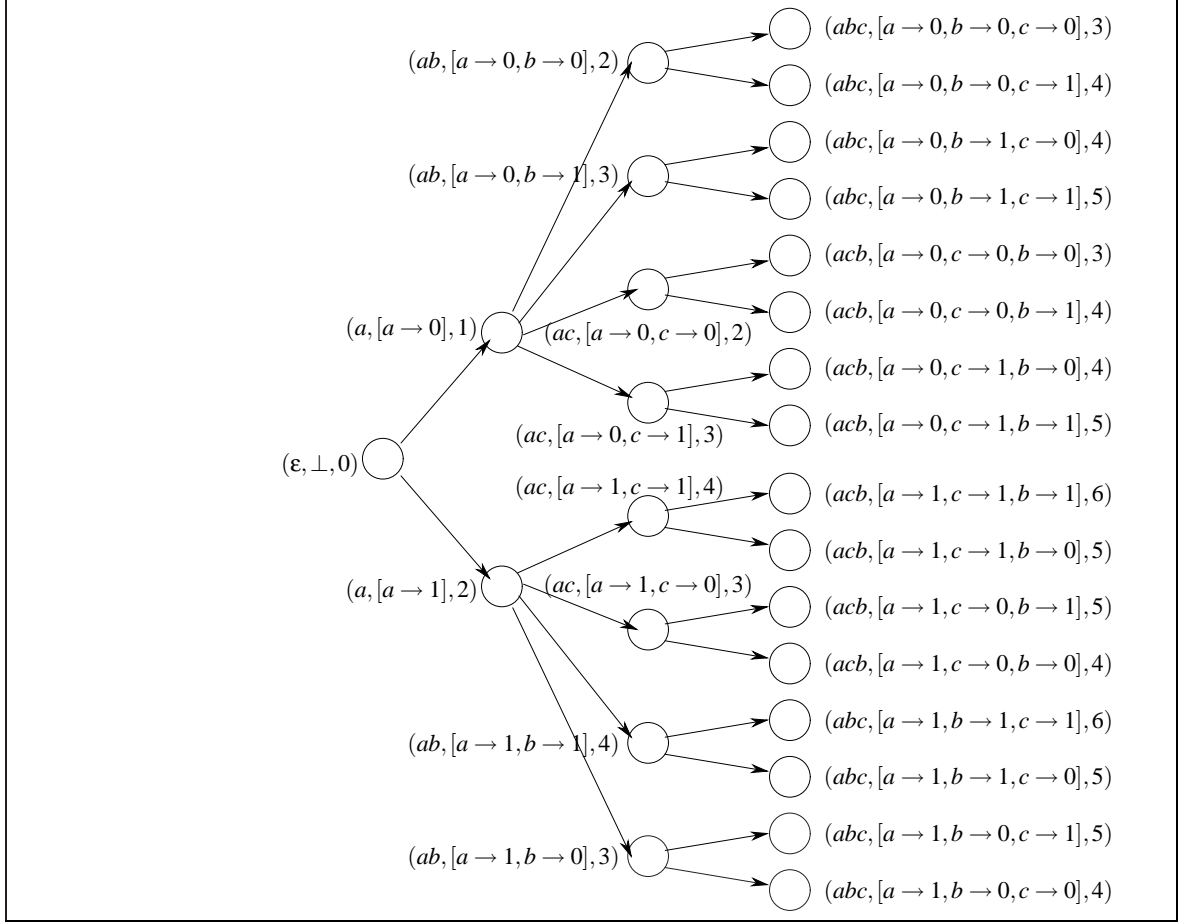 (abc,[a → 0,b → 0,c → 0],3)
(ab,[a → 0,b → 0],2)
(abc,[a → 0,b → 0,c → 1],4)
(abc,[a → 0,b → 1,c → 0],4)
(ab,[a → 0,b → 1],3)
(abc,[a → 0,b → 1,c → 1],5)
(acb,[a → 0,c → 0,b → 0],3)
(acb,[a → 0,c → 0,b → 1],4)
(a,[a → 0],1)
(ac,[a → 0,c → 0],2)
(acb,[a → 0,c → 1,b → 0],4)
(acb,[a → 0,c → 1,b → 1],5)
(ac,[a → 0,c → 1],3)
(ε,⊥,0)
(ac,[a → 1,c → 1],4)
(acb,[a → 1,c → 1,b → 1],6)
(acb,[a → 1,c → 1,b → 0],5)
(a,[a → 1],2)
(ac,[a → 1,c → 0],3)
(acb,[a → 1,c → 0,b → 1],5)
(acb,[a → 1,c → 0,b → 0],4)
(abc,[a → 1,b → 1,c → 1],6)
(ab,[a → 1,b → 1],4)
(abc,[a → 1,b → 1,c → 0],5)
(abc,[a → 1,b → 0,c → 1],5)
(ab,[a → 1,b → 0],3)
(abc,[a → 1,b → 0,c → 0],4)